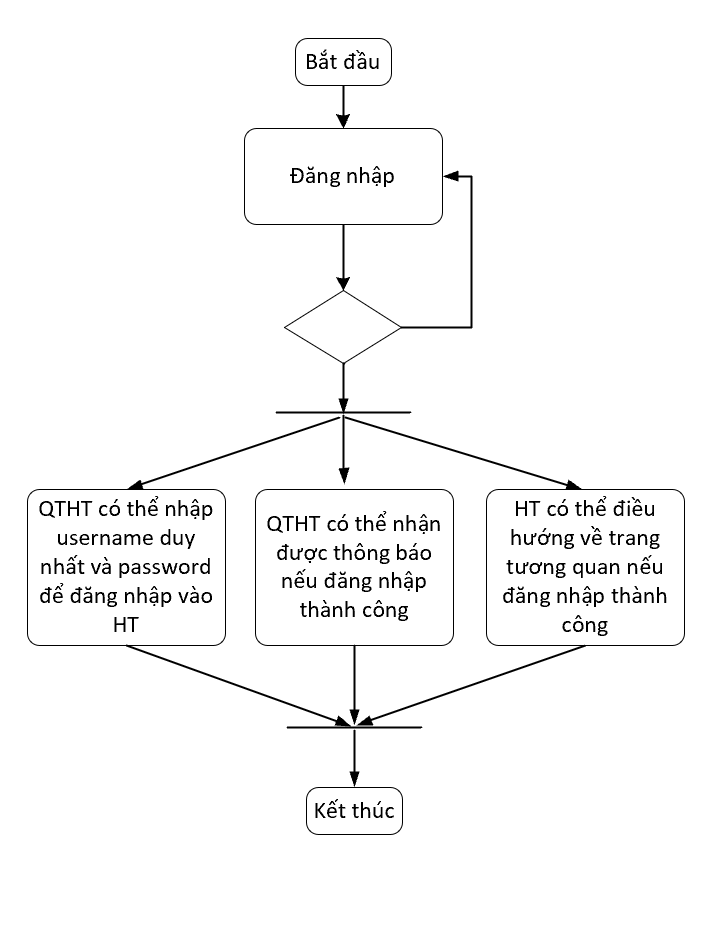 Bắt đầu
Đăng nhập
QTHT có thể nhập
username duy
nhất và password
để đăng nhập vào
HT
QTHT có thể nhận
được thông báo
nếu đăng nhập
thành công
HT có thể điều
hướng về trang
tương quan nếu
đăng nhập thành
công
Kết thúc